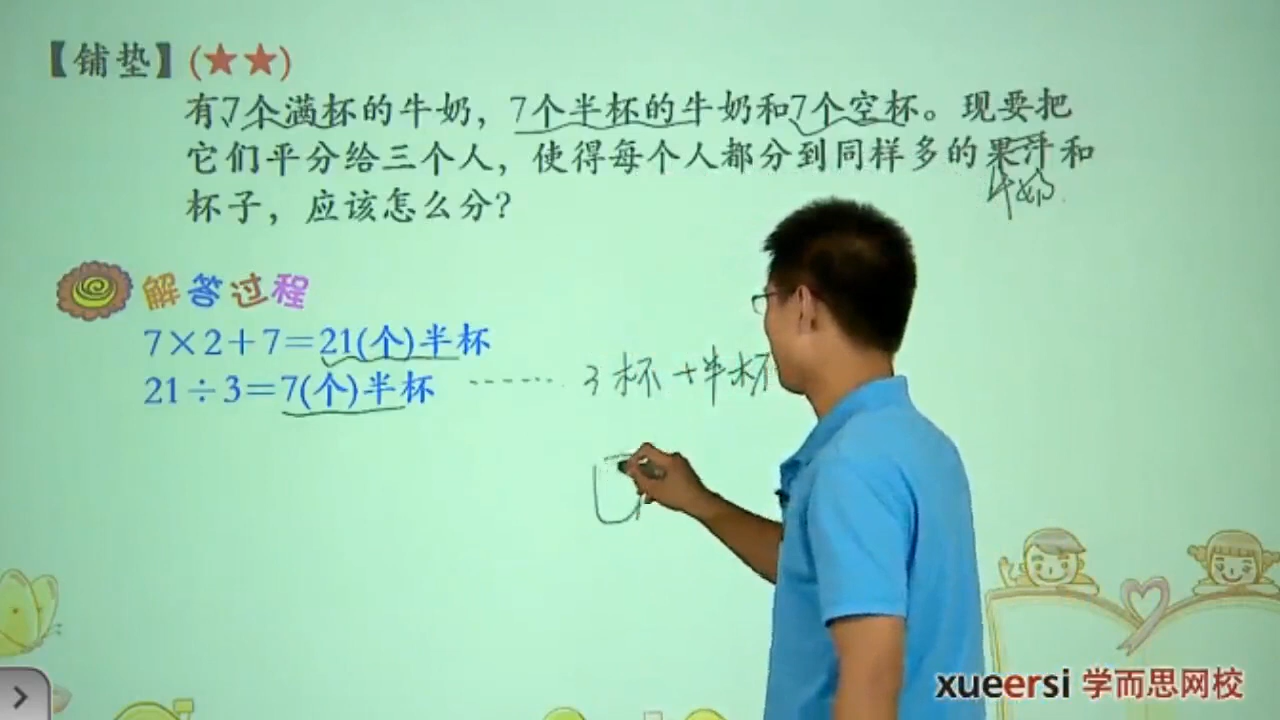 【铺垫】(★★)
有7个满杯的牛奶，7个半杯的牛奶和7个空杯。现要把
它们平分给三个人，使得每个人都分到同样多的果汁和
牛奶
杯子，应该怎么分？
解答过程
7×2＋7＝21(个)半杯
21÷3＝7(个)半杯 ------ 3杯＋半杯
xueersi 学而思网校